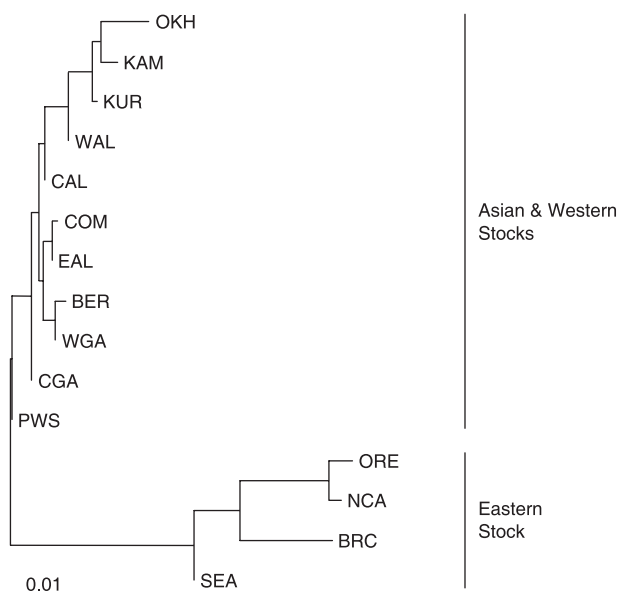 OKH
KAM
KUR
WAL
CAL
COM
EAL
BER
WGA
CGA
PWS
Asian & Western
Stocks
ORE
NCA
BRC
SEA
Eastern
Stock
0.01